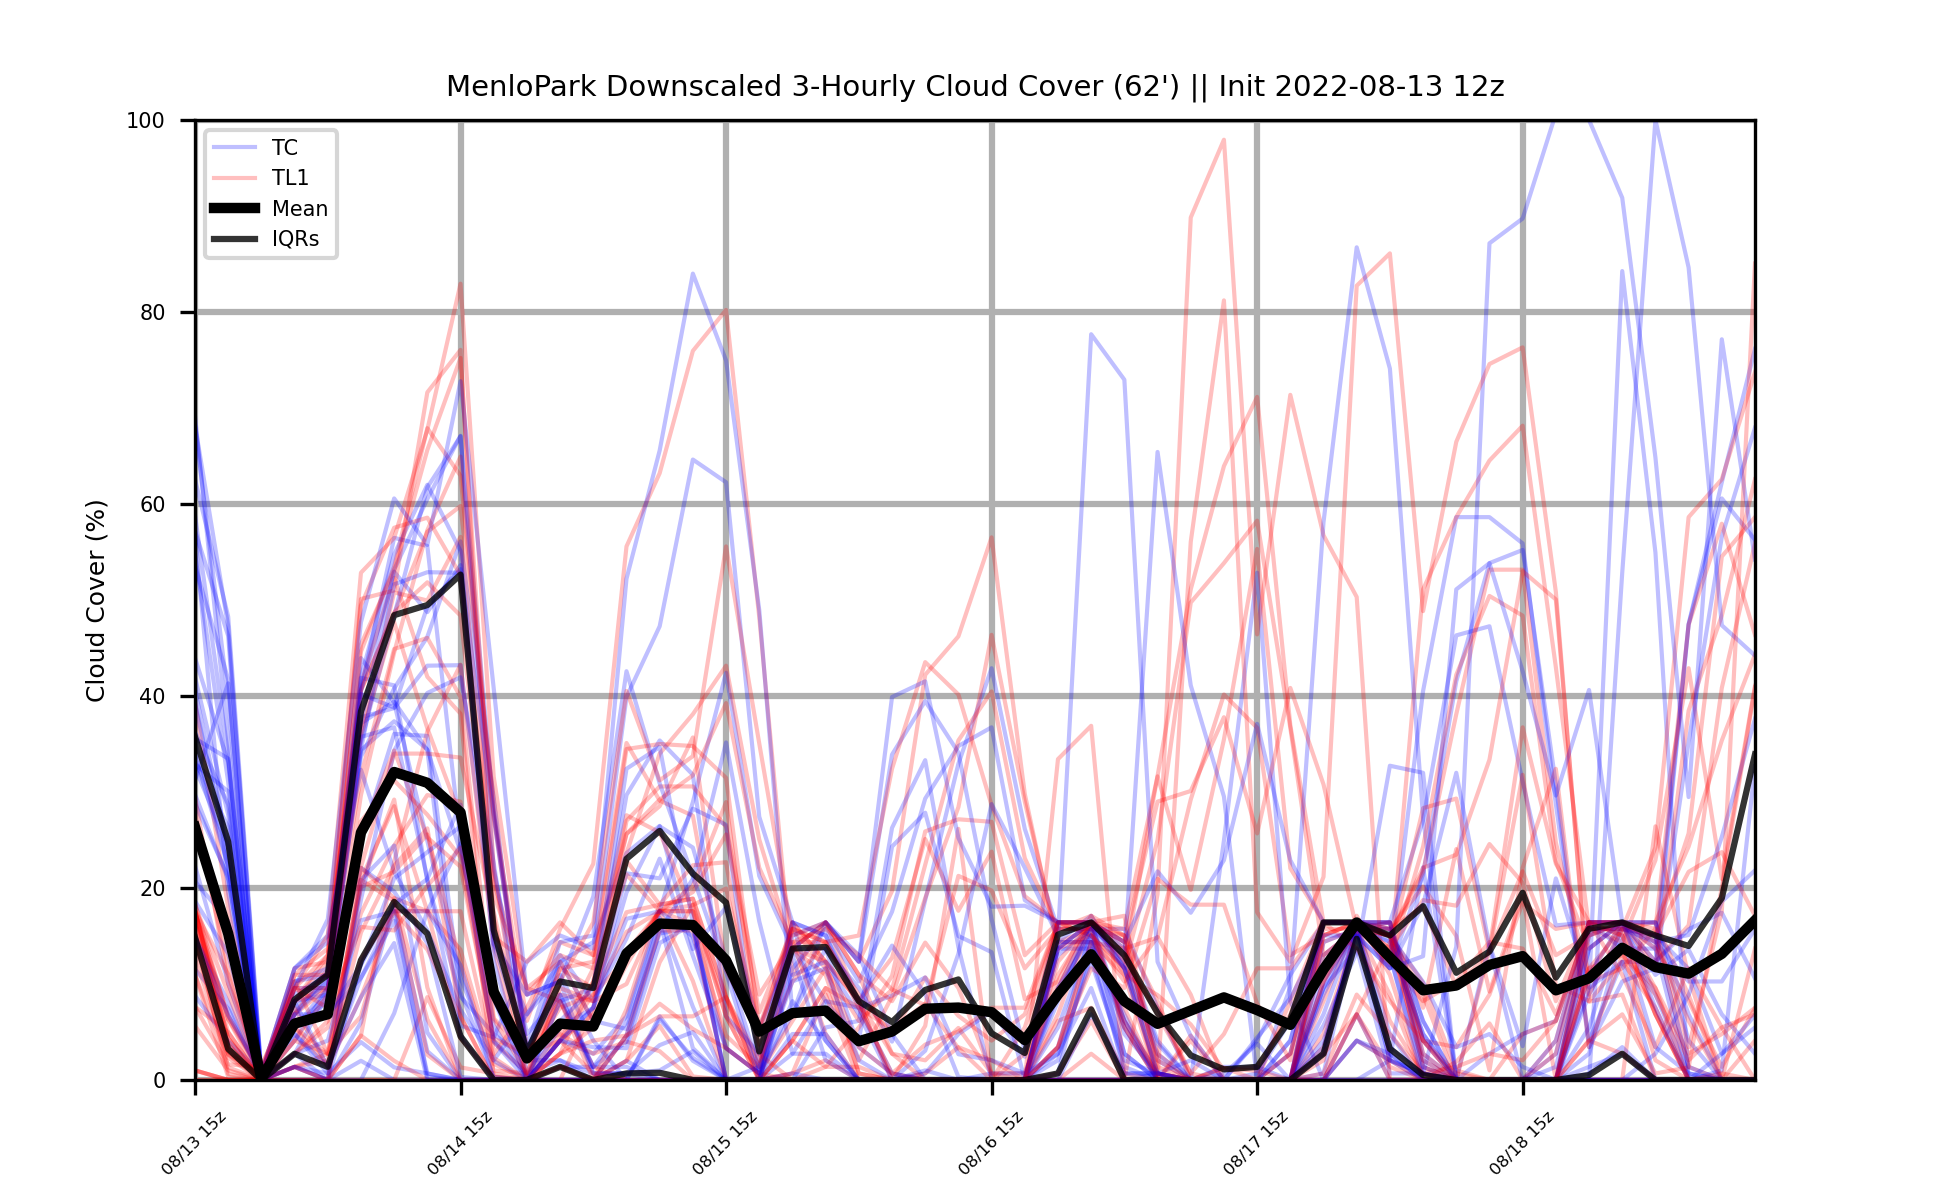 MenloPark Downscaled 3-Hourly Cloud Cover (62') || Init 2022-08-13 12z
100
80
60
40
20
0
Cloud Cover (%)
TC
TL1
Mean
IQRs
08/13 15z
08/14 15z
08/15 15z
08/16 15z
08/17 15z
08/18 15z